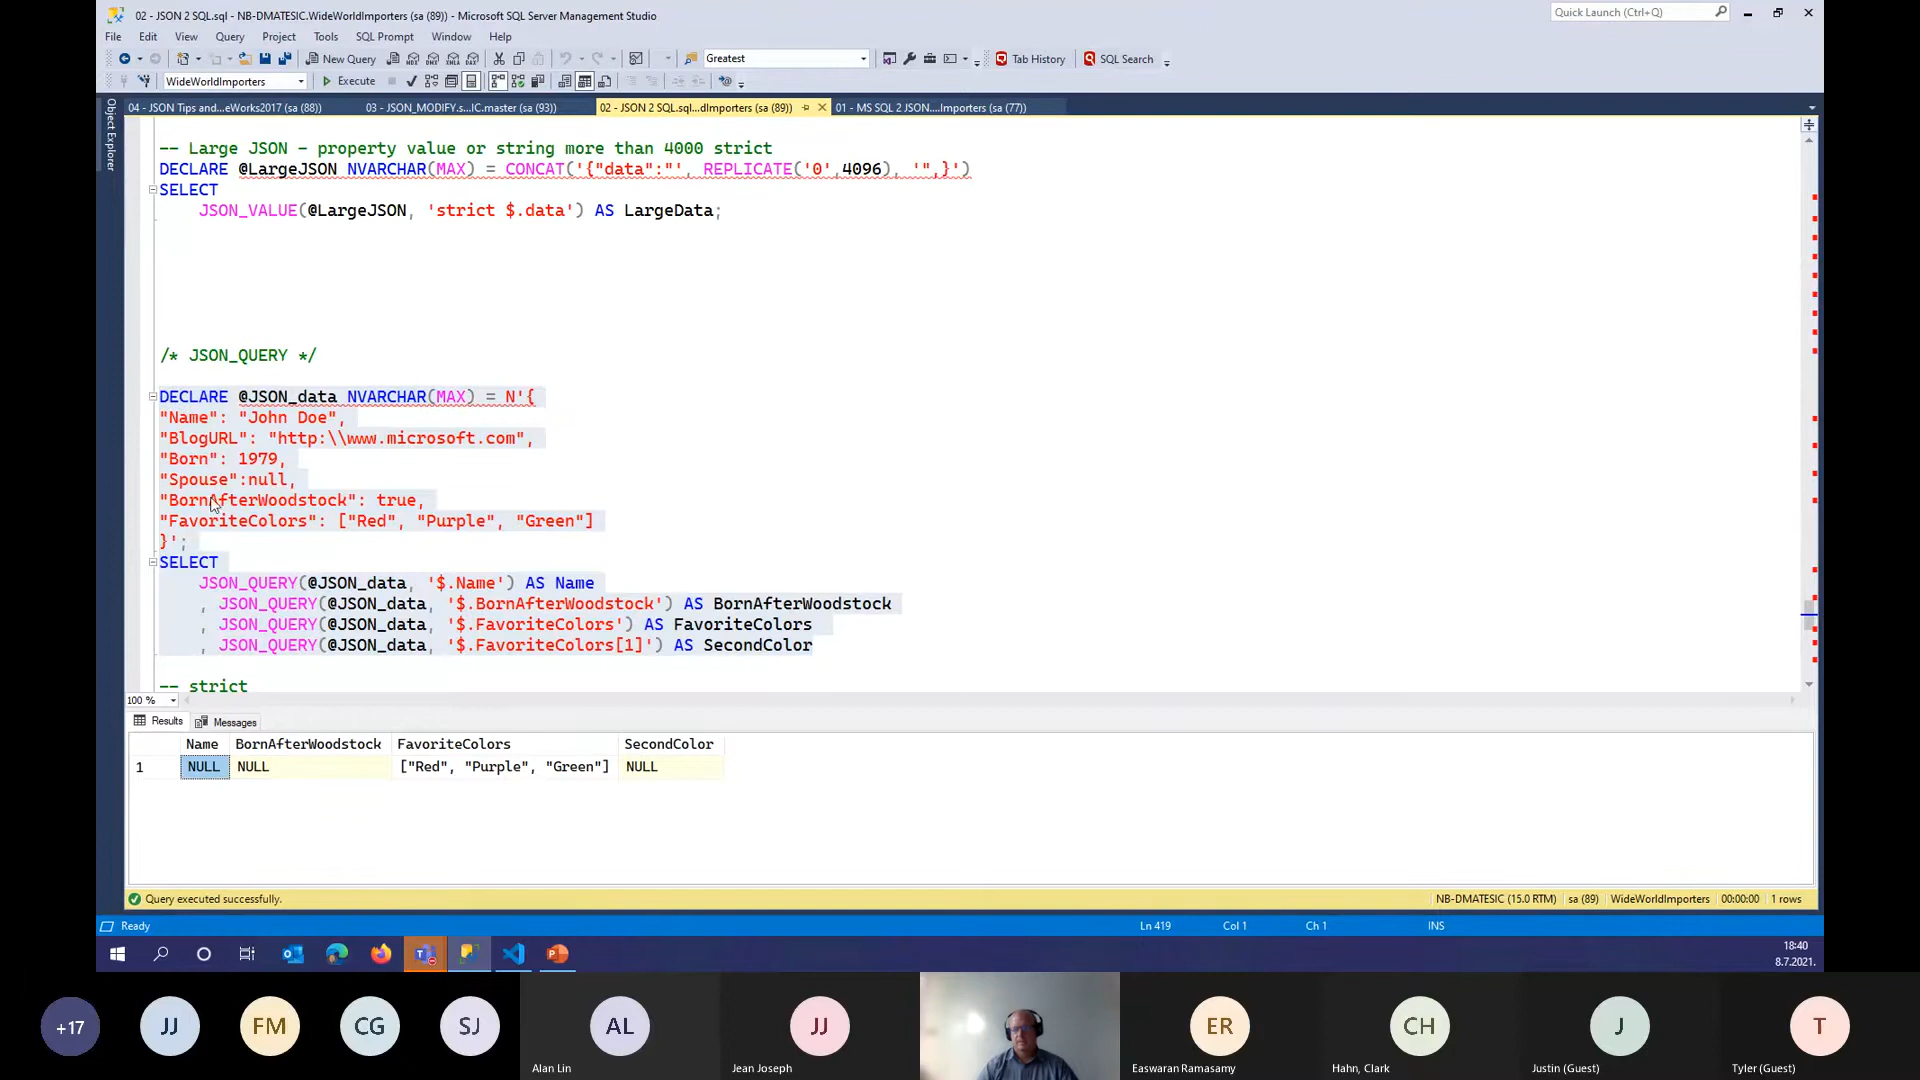 02 - JSON 2 SQL.sql - NB-DMATESIC.WideWorldImporters (sa (89)) - Microsoft SQL Server Management Studio
Quick Launch (Ctrl+Q)
File Edit View Query Project Tools SQL Prompt Window Help
New Query
Greatest
Tab History
SQL Search
WideWorldImporters
Execute
04 - JSON Tips and...eWorks2017 (sa (88))
03 - JSON_MODIFY.s...IC.master (sa (93))
02 - JSON 2 SQL.sql...dImporters (sa (89))
01 - MS SQL 2 JSON....Importers (sa (77))
Object Explorer
-- Large JSON - property value or string more than 4000 strict
DECLARE @LargeJSON NVARCHAR(MAX) = CONCAT('{"data":"', REPLICATE('0',4096), '",}')
SELECT
JSON_VALUE(@LargeJSON, 'strict $.data') AS LargeData;
/* JSON_QUERY */
DECLARE @JSON_data NVARCHAR(MAX) = N'{
"Name": "John Doe",
"BlogURL": "http:\\www.microsoft.com",
"Born": 1979,
"Spouse":null,
"BornAfterWoodstock": true,
"FavoriteColors": ["Red", "Purple", "Green"]
}';
SELECT
JSON_QUERY(@JSON_data, '$.Name') AS Name
, JSON_QUERY(@JSON_data, '$.BornAfterWoodstock') AS BornAfterWoodstock
, JSON_QUERY(@JSON_data, '$.FavoriteColors') AS FavoriteColors
, JSON_QUERY(@JSON_data, '$.FavoriteColors[1]') AS SecondColor
-- strict
100 %
Results Messages
Name BornAfterWoodstock FavoriteColors SecondColor
1 NULL NULL ["Red", "Purple", "Green"] NULL
Query executed successfully.
NB-DMATESIC (15.0 RTM) sa (89) WideWorldImporters 00:00:00 1 rows
Ready
Ln 419 Col 1 Ch 1 INS
18:40
8.7.2021.
+17 JJ FM CG SJ AL JJ ER CH J T
Alan Lin
Jean Joseph
Easwaran Ramasamy
Hahn, Clark
Justin (Guest)
Tyler (Guest)